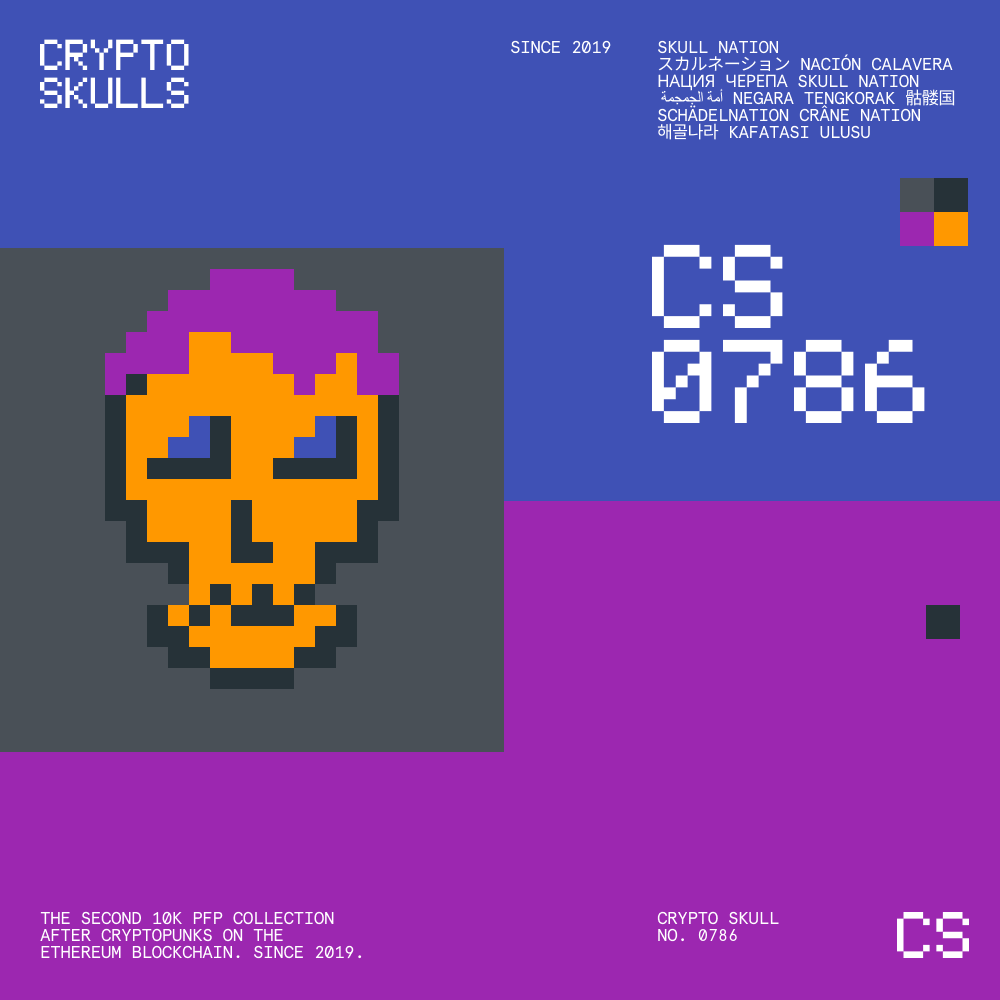 CRYPTO
SKULLS
SINCE 2019
SKULL NATION
スカルネーション NACIÓN CALAVERA
НАЦИЯ ЧЕРЕПА SKULL NATION
أمة الجمجمة NEGARA TENGKORAK 骷髅国
SCHÄDELNATION CRÂNE NATION
해골나라 KAFATASI ULUSU
CS
0786
THE SECOND 10K PFP COLLECTION
AFTER CRYPTOPUNKS ON THE
ETHEREUM BLOCKCHAIN. SINCE 2019.
CRYPTO SKULL
NO. 0786
CS